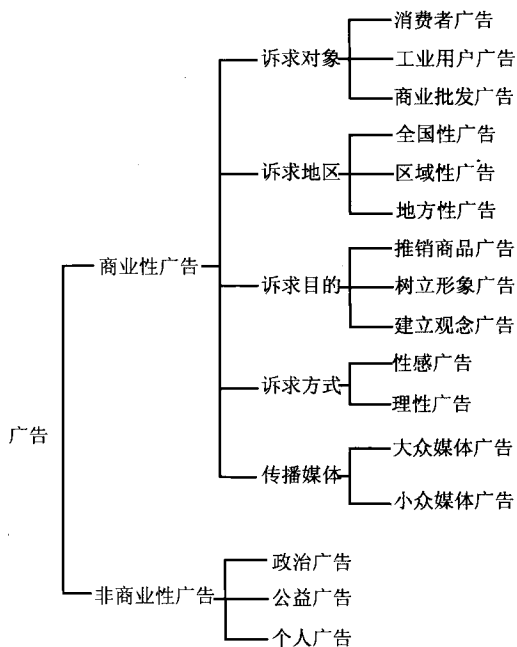 消费者广告
诉求对象
工业用户广告
商业批发广告
全国性广告
诉求地区
区域性广告
地方性广告
商业性广告
推销商品广告
诉求目的
树立形象广告
建立观念广告
性感广告
诉求方式
理性广告
广告
大众媒体广告
传播媒体
小众媒体广告
政治广告
非商业性广告
公益广告
个人广告